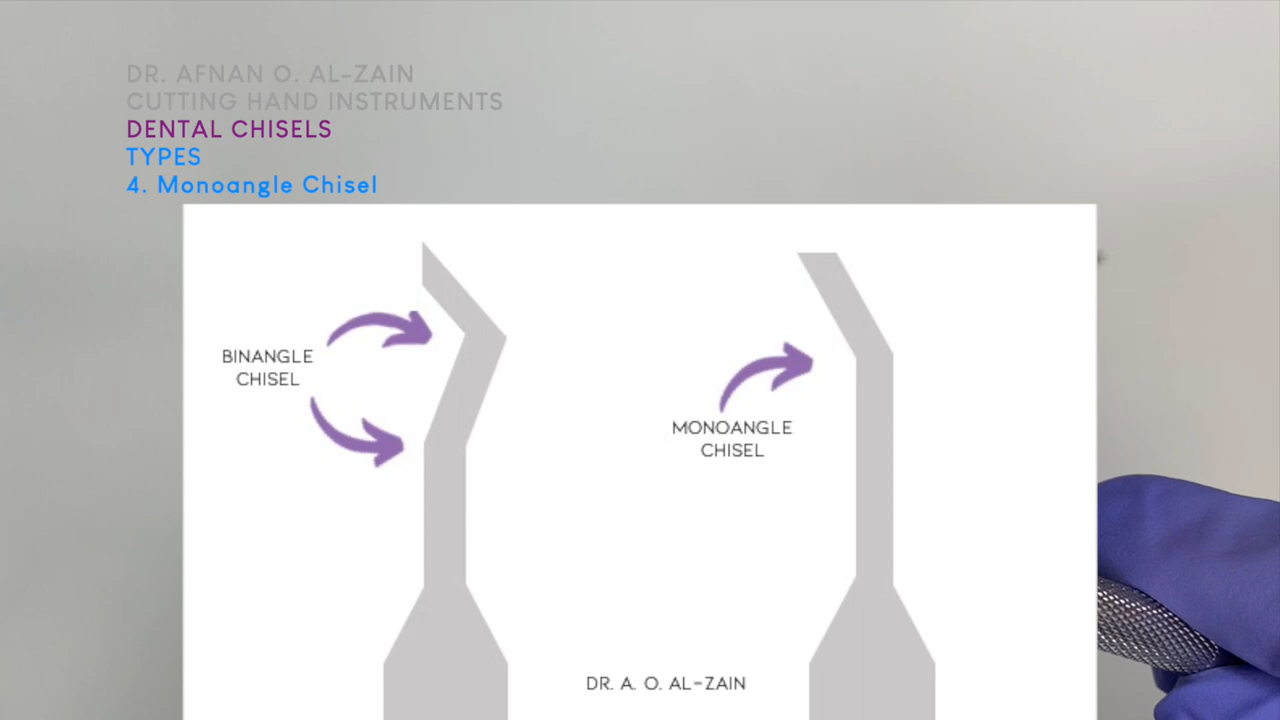 DR. AFNAN O. AL-ZAIN
CUTTING HAND INSTRUMENTS
DENTAL CHISELS
TYPES
4. Monoangle Chisel
BINANGLE
CHISEL
MONOANGLE
CHISEL
DR. A. O. AL-ZAIN